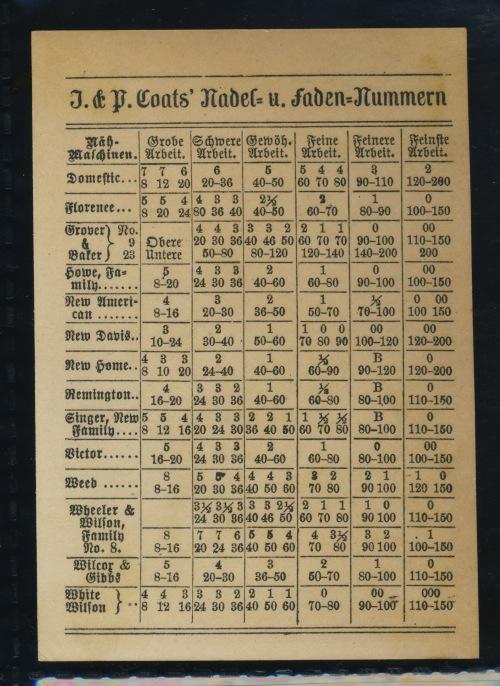 J. & P. Coats' Nadel- u. Faden-Nummern
Näh- Grobe Schwere Gewöh. Feine Feinere Feinste
Maschinen. Arbeit. Arbeit. Arbeit. Arbeit. Arbeit. Arbeit.
7 7 6 6 5 5 4 4 3 2
Domestic... 8 12 20 20-36 40-50 60 70 80 90-110 120-200
5 5 4 4 3 3 2½ 2 1 0
Florence... 8 20 24 80 36 40 40-50 60-70 80-90 100-150
Grover No. 4 4 3 3 3 2 2 1 1 0 0
& 9 Obere 20 30 36 40 46 50 60 70 70 90-100 110-150
Baker 23 Untere 50-80 80-120 120-140 140-200 200
Howe, Fa- 5 4 3 3 2 1 0 0
mily....... 8-20 24 30 36 40-60 60-80 90-100 100-150
New Ameri- 4 3 2 1 ½ 0
can ....... 8-16 20-30 36-50 50-70 76-100 100 150
3 2 1 1 0 0 00 00
New Davis.. 10-24 30-40 50-60 70 80 90 100-120 120-200
4 3 3 2 1 ½ B 0
New Home.. 8 10 20 24-40 40-60 60-90 90-120 120-200
4 3 3 2 1 ½ B 0
Remington.. 16-20 24 30 36 40-60 60-80 80-100 110-150
Singer, New 5 5 4 4 3 3 2 2 1 1 ½ ½ B 0
Family.... 8 12 16 20 24 30 36 40 50 60 70 80 80-100 110-150
5 4 3 3 2 1 0 00
Victor...... 16-20 24 30 36 40-60 60-80 80-100 100-150
8 5 5 4 4 4 3 3 2 2 1 1 0
Weed ...... 8-16 20 30 36 40 50 60 70 80 90 100 120 150
Wheeler & 3½ 3½ 3 3 3 2½ 2 1 1 1 0 0
Wilson, 24 30 36 40 46 50 60 70 80 90 100 110-150
Family 8 7 7 6 5 5 4 4 3½ 3 2 1
No. 8. 8-16 20 24 36 40 50 60 70 80 90 100 100-150
Wilcox & 5 4 3 2 1 0
Gibbs 8-16 20-30 36-50 50-70 80-100 110-150
White 4 4 3 3 3 2 2 1 1 0 00 000
Wilson .. 8 12 16 24 30 36 40 50 60 70-80 90-100 110-150